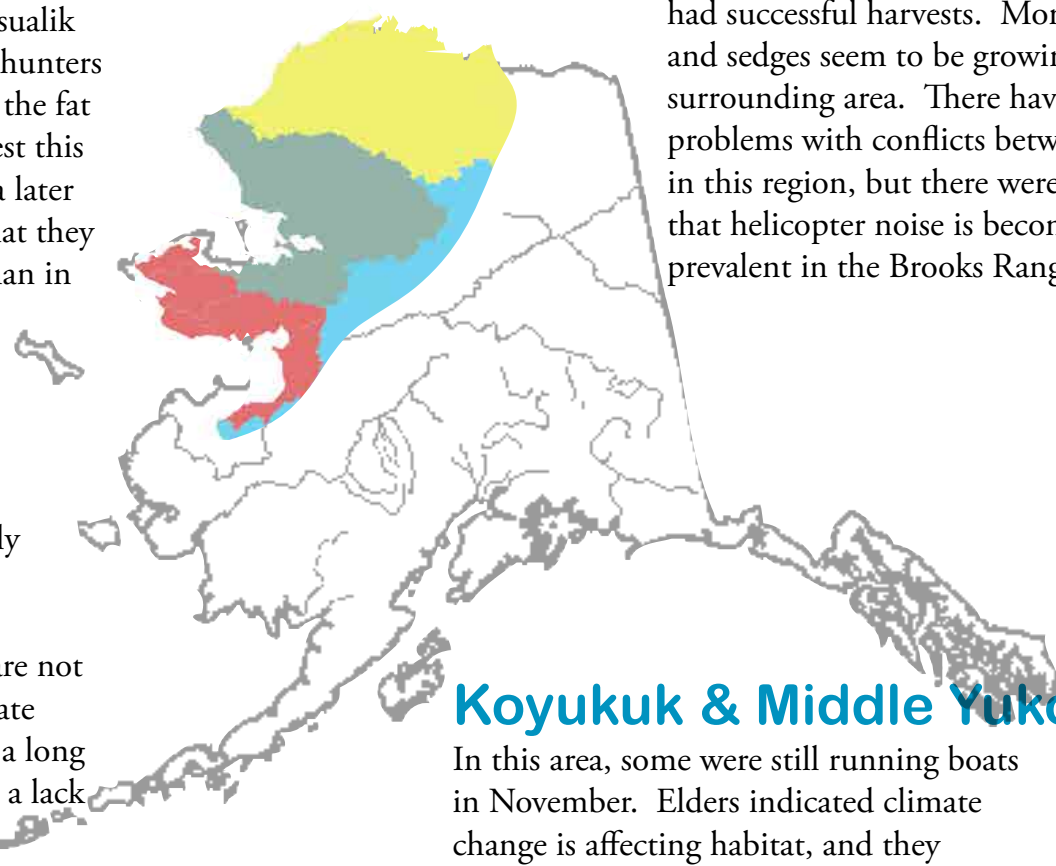 sualik
hunters
the fat
est this
a later
at they
an in
ly
are not
ate
a long
a lack
had successful harvests. Mor
and sedges seem to be growin
surrounding area. There hav
problems with conflicts betw
in this region, but there were
that helicopter noise is becon
prevalent in the Brooks Rang
Koyukuk & Middle Yuko
In this area, some were still running boats
in November. Elders indicated climate
change is affecting habitat, and they